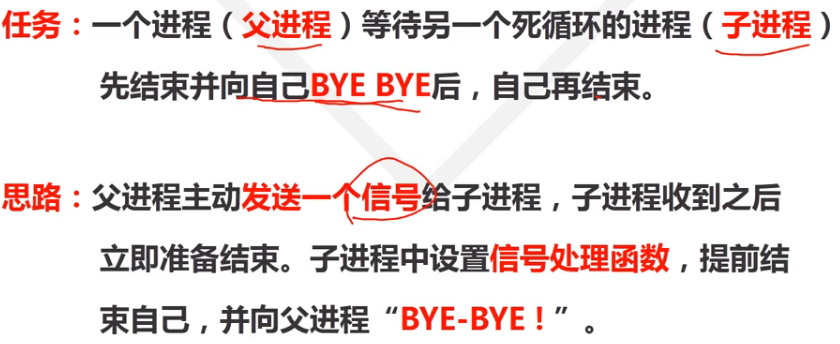 任务：一个进程（父进程）等待另一个死循环的进程（子进程）
先结束并向自己BYE BYE后，自己再结束。
思路：父进程主动发送一个信号给子进程，子进程收到之后
立即准备结束。子进程中设置信号处理函数，提前结
束自己，并向父进程“BYE-BYE！”。